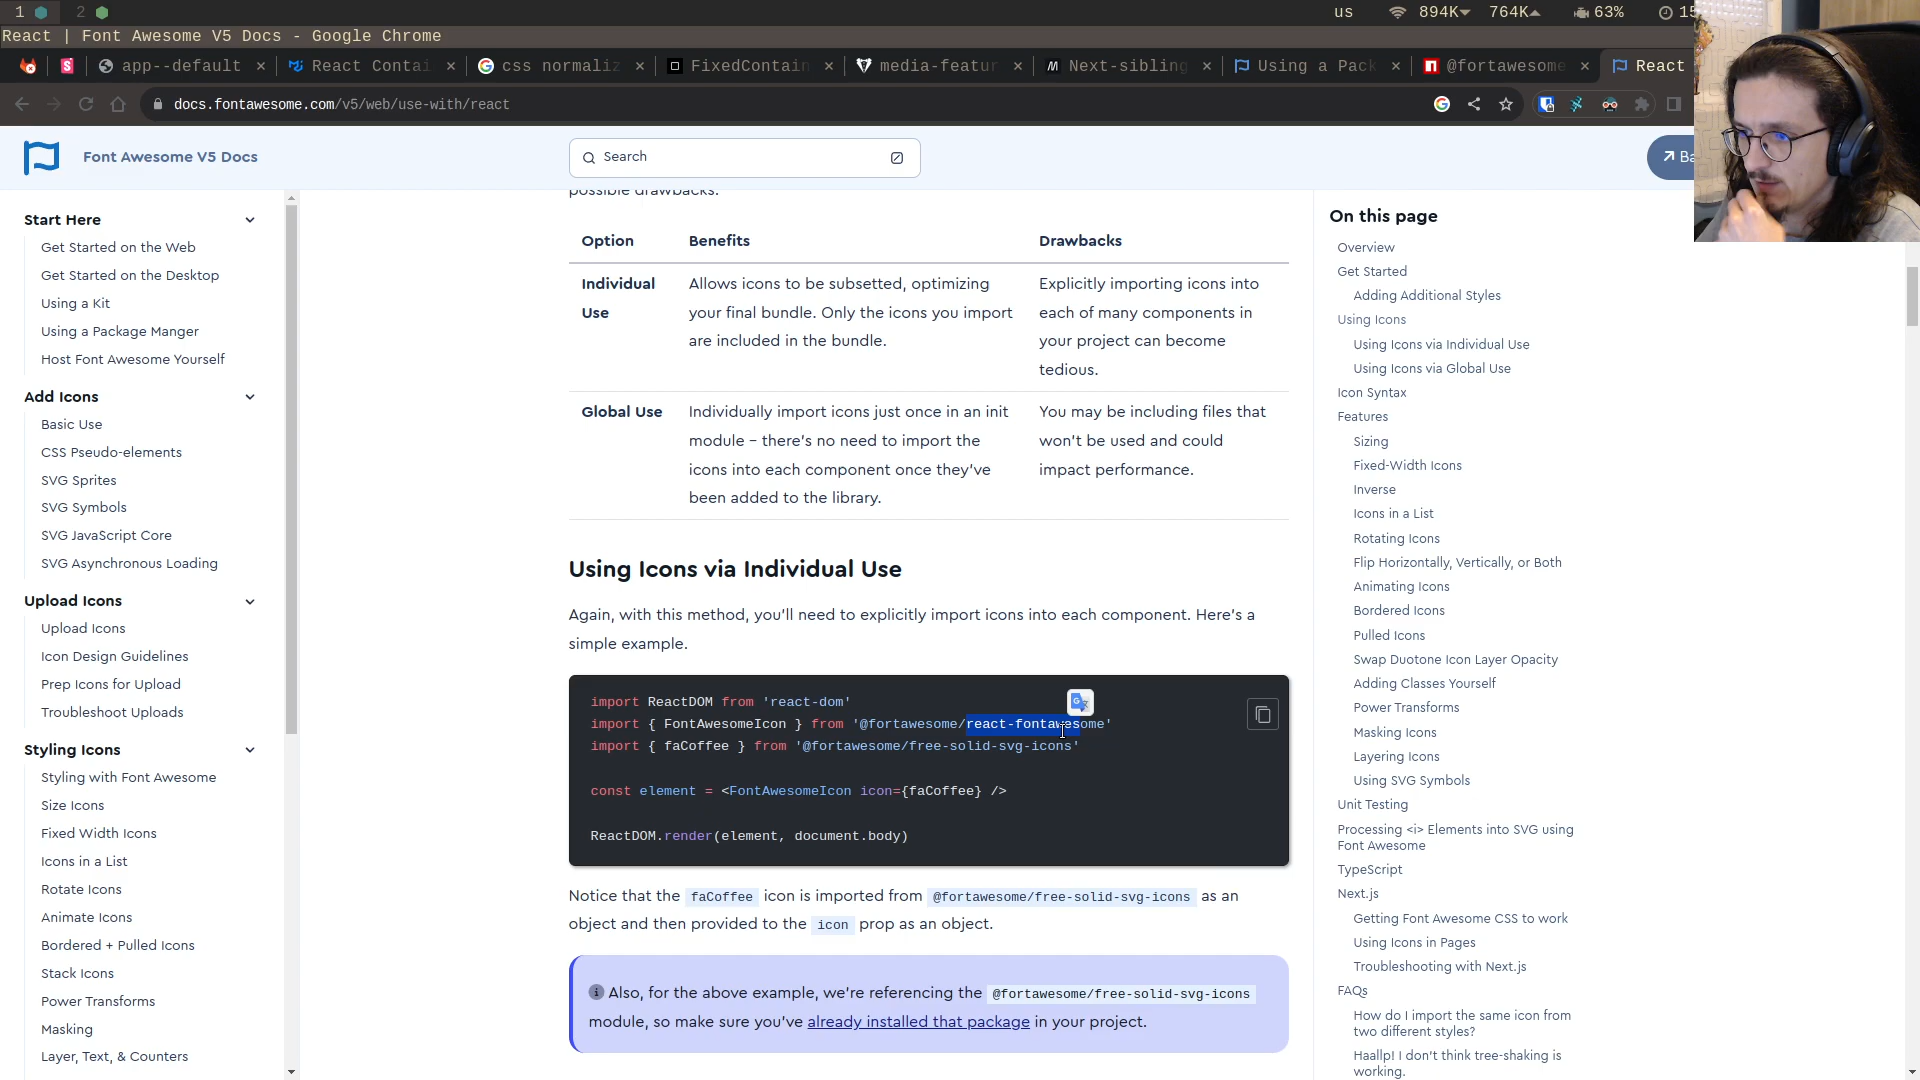 1
2
us
894K
764K
63%
15
React | Font Awesome V5 Docs - Google Chrome
app--default
React Contai
css normaliz
FixedContain
media-featur
Next-sibling
Using a Pack
@fortawesome
React
docs.fontawesome.com/v5/web/use-with/react
Font Awesome V5 Docs
Search
Ba
Start Here
Get Started on the Web
Get Started on the Desktop
Using a Kit
Using a Package Manger
Host Font Awesome Yourself
Add Icons
Basic Use
CSS Pseudo-elements
SVG Sprites
SVG Symbols
SVG JavaScript Core
SVG Asynchronous Loading
Upload Icons
Upload Icons
Icon Design Guidelines
Prep Icons for Upload
Troubleshoot Uploads
Styling Icons
Styling with Font Awesome
Size Icons
Fixed Width Icons
Icons in a List
Rotate Icons
Animate Icons
Bordered + Pulled Icons
Stack Icons
Power Transforms
Masking
Layer, Text, & Counters
possible drawbacks.
Option Benefits Drawbacks
Individual Use
Allows icons to be subsetted, optimizing
your final bundle. Only the icons you import
are included in the bundle.
Explicitly importing icons into
each of many components in
your project can become
tedious.
Global Use
Individually import icons just once in an init
module – there's no need to import the
icons into each component once they've
been added to the library.
You may be including files that
won't be used and could
impact performance.
Using Icons via Individual Use
Again, with this method, you'll need to explicitly import icons into each component. Here's a
simple example.
import ReactDOM from 'react-dom'
import { FontAwesomeIcon } from '@fortawesome/react-fontawesome'
import { faCoffee } from '@fortawesome/free-solid-svg-icons'
const element = <FontAwesomeIcon icon={faCoffee} />
ReactDOM.render(element, document.body)
Notice that the faCoffee icon is imported from @fortawesome/free-solid-svg-icons as an
object and then provided to the icon prop as an object.
Also, for the above example, we're referencing the @fortawesome/free-solid-svg-icons
module, so make sure you've already installed that package in your project.
On this page
Overview
Get Started
Adding Additional Styles
Using Icons
Using Icons via Individual Use
Using Icons via Global Use
Icon Syntax
Features
Sizing
Fixed-Width Icons
Inverse
Icons in a List
Rotating Icons
Flip Horizontally, Vertically, or Both
Animating Icons
Bordered Icons
Pulled Icons
Swap Duotone Icon Layer Opacity
Adding Classes Yourself
Power Transforms
Masking Icons
Layering Icons
Using SVG Symbols
Unit Testing
Processing <i> Elements into SVG using
Font Awesome
TypeScript
Next.js
Getting Font Awesome CSS to work
Using Icons in Pages
Troubleshooting with Next.js
FAQs
How do I import the same icon from
two different styles?
Haallp! I don't think tree-shaking is
working.